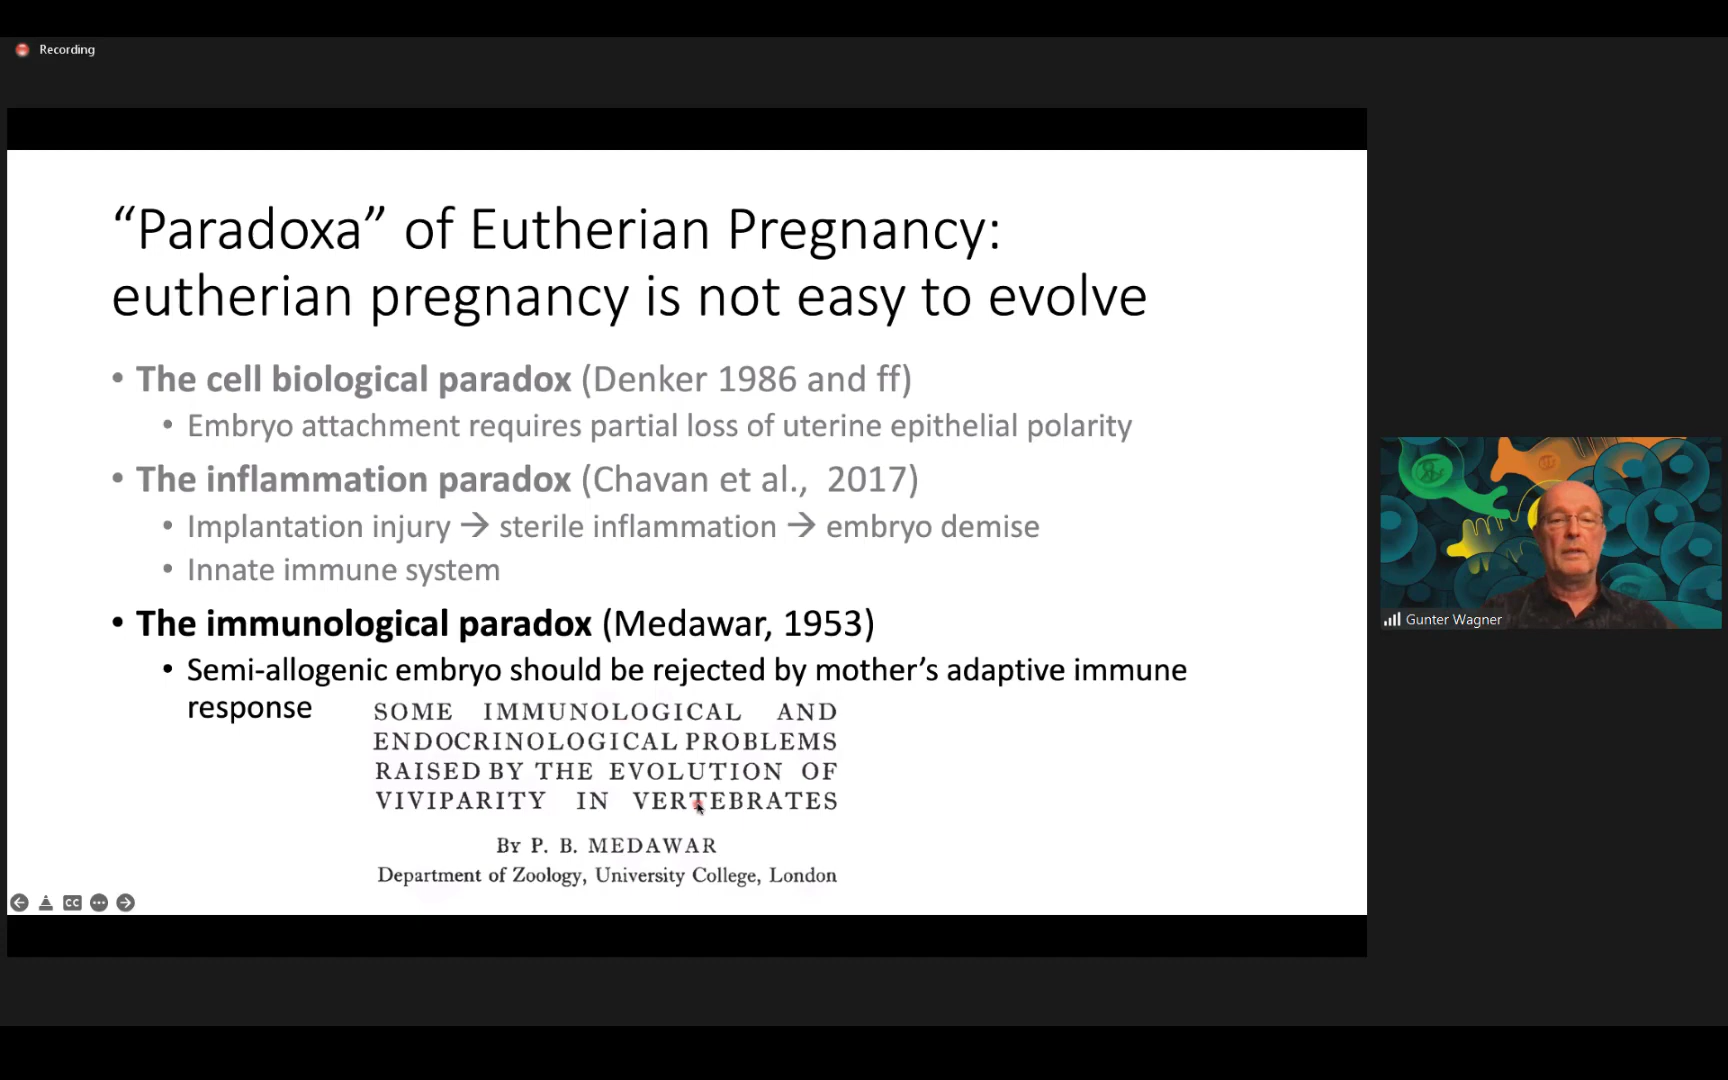 Recording
“Paradoxa” of Eutherian Pregnancy:
eutherian pregnancy is not easy to evolve
• The cell biological paradox (Denker 1986 and ff)
• Embryo attachment requires partial loss of uterine epithelial polarity
• The inflammation paradox (Chavan et al., 2017)
• Implantation injury → sterile inflammation → embryo demise
• Innate immune system
• The immunological paradox (Medawar, 1953)
• Semi-allogenic embryo should be rejected by mother’s adaptive immune
response
SOME IMMUNOLOGICAL AND
ENDOCRINOLOGICAL PROBLEMS
RAISED BY THE EVOLUTION OF
VIVIPARITY IN VERTEBRATES
By P. B. MEDAWAR
Department of Zoology, University College, London
CC
Gunter Wagner